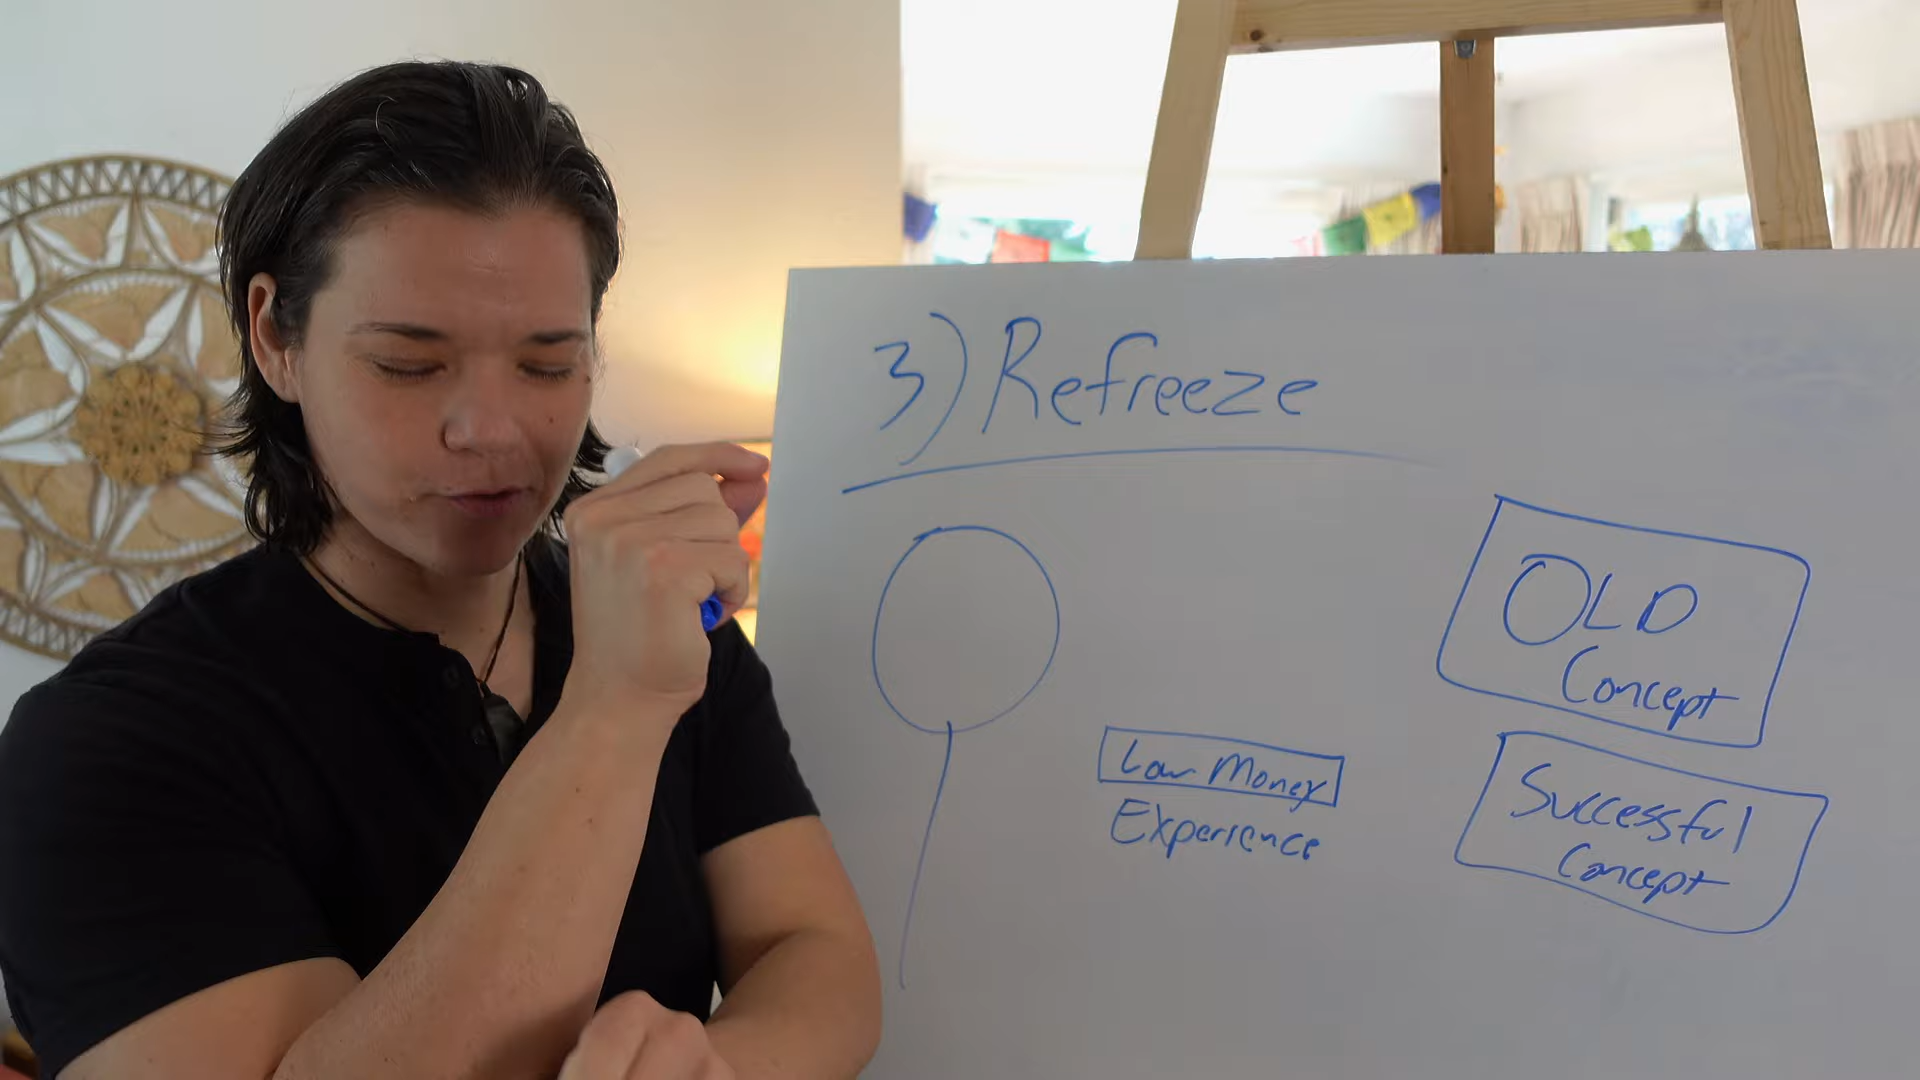 3) Refreeze
OLD
Concept
Low Money
Experience
Successful
Concept